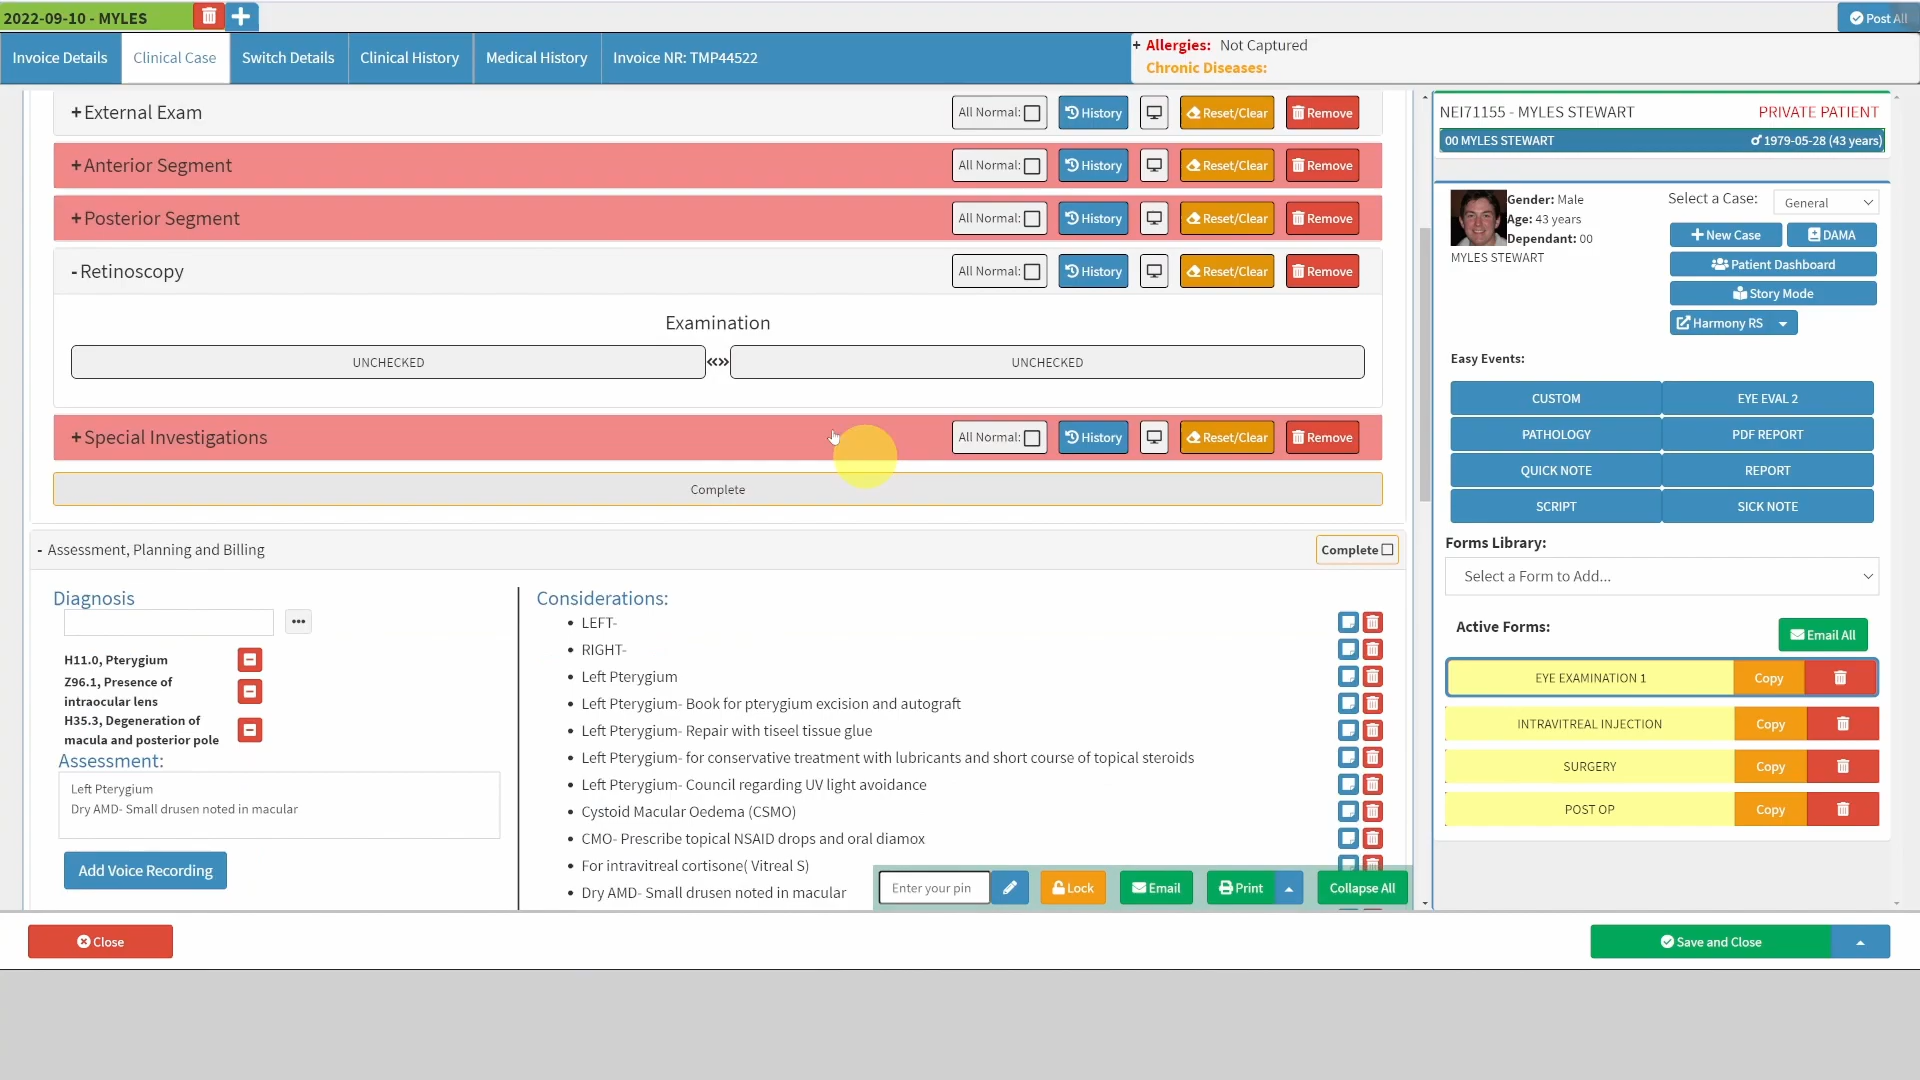 2022-09-10 - MYLES
Post All
Invoice Details
Clinical Case
Switch Details
Clinical History
Medical History
Invoice NR: TMP44522
+ Allergies: Not Captured
Chronic Diseases:
+External Exam
All Normal:
History
Reset/Clear
Remove
+Anterior Segment
All Normal:
History
Reset/Clear
Remove
+Posterior Segment
All Normal:
History
Reset/Clear
Remove
-Retinoscopy
All Normal:
History
Reset/Clear
Remove
Examination
UNCHECKED
UNCHECKED
+Special Investigations
All Normal:
History
Reset/Clear
Remove
Complete
- Assessment, Planning and Billing
Complete
Diagnosis
H11.0, Pterygium
Z96.1, Presence of
intraocular lens
H35.3, Degeneration of
macula and posterior pole
Assessment:
Left Pterygium
Dry AMD- Small drusen noted in macular
Add Voice Recording
Considerations:
• LEFT-
• RIGHT-
• Left Pterygium
• Left Pterygium- Book for pterygium excision and autograft
• Left Pterygium- Repair with tiseel tissue glue
• Left Pterygium- for conservative treatment with lubricants and short course of topical steroids
• Left Pterygium- Council regarding UV light avoidance
• Cystoid Macular Oedema (CSMO)
• CMO- Prescribe topical NSAID drops and oral diamox
• For intravitreal cortisone( Vitreal S)
• Dry AMD- Small drusen noted in macular
Enter your pin
Lock
Email
Print
Collapse All
NEI71155 - MYLES STEWART
PRIVATE PATIENT
00 MYLES STEWART
1979-05-28 (43 years)
Gender: Male
Age: 43 years
Dependant: 00
MYLES STEWART
Select a Case:
General
New Case
DAMA
Patient Dashboard
Story Mode
Harmony RS
Easy Events:
CUSTOM
EYE EVAL 2
PATHOLOGY
PDF REPORT
QUICK NOTE
REPORT
SCRIPT
SICK NOTE
Forms Library:
Select a Form to Add...
Active Forms:
Email All
EYE EXAMINATION 1
Copy
INTRAVITREAL INJECTION
Copy
SURGERY
Copy
POST OP
Copy
Close
Save and Close